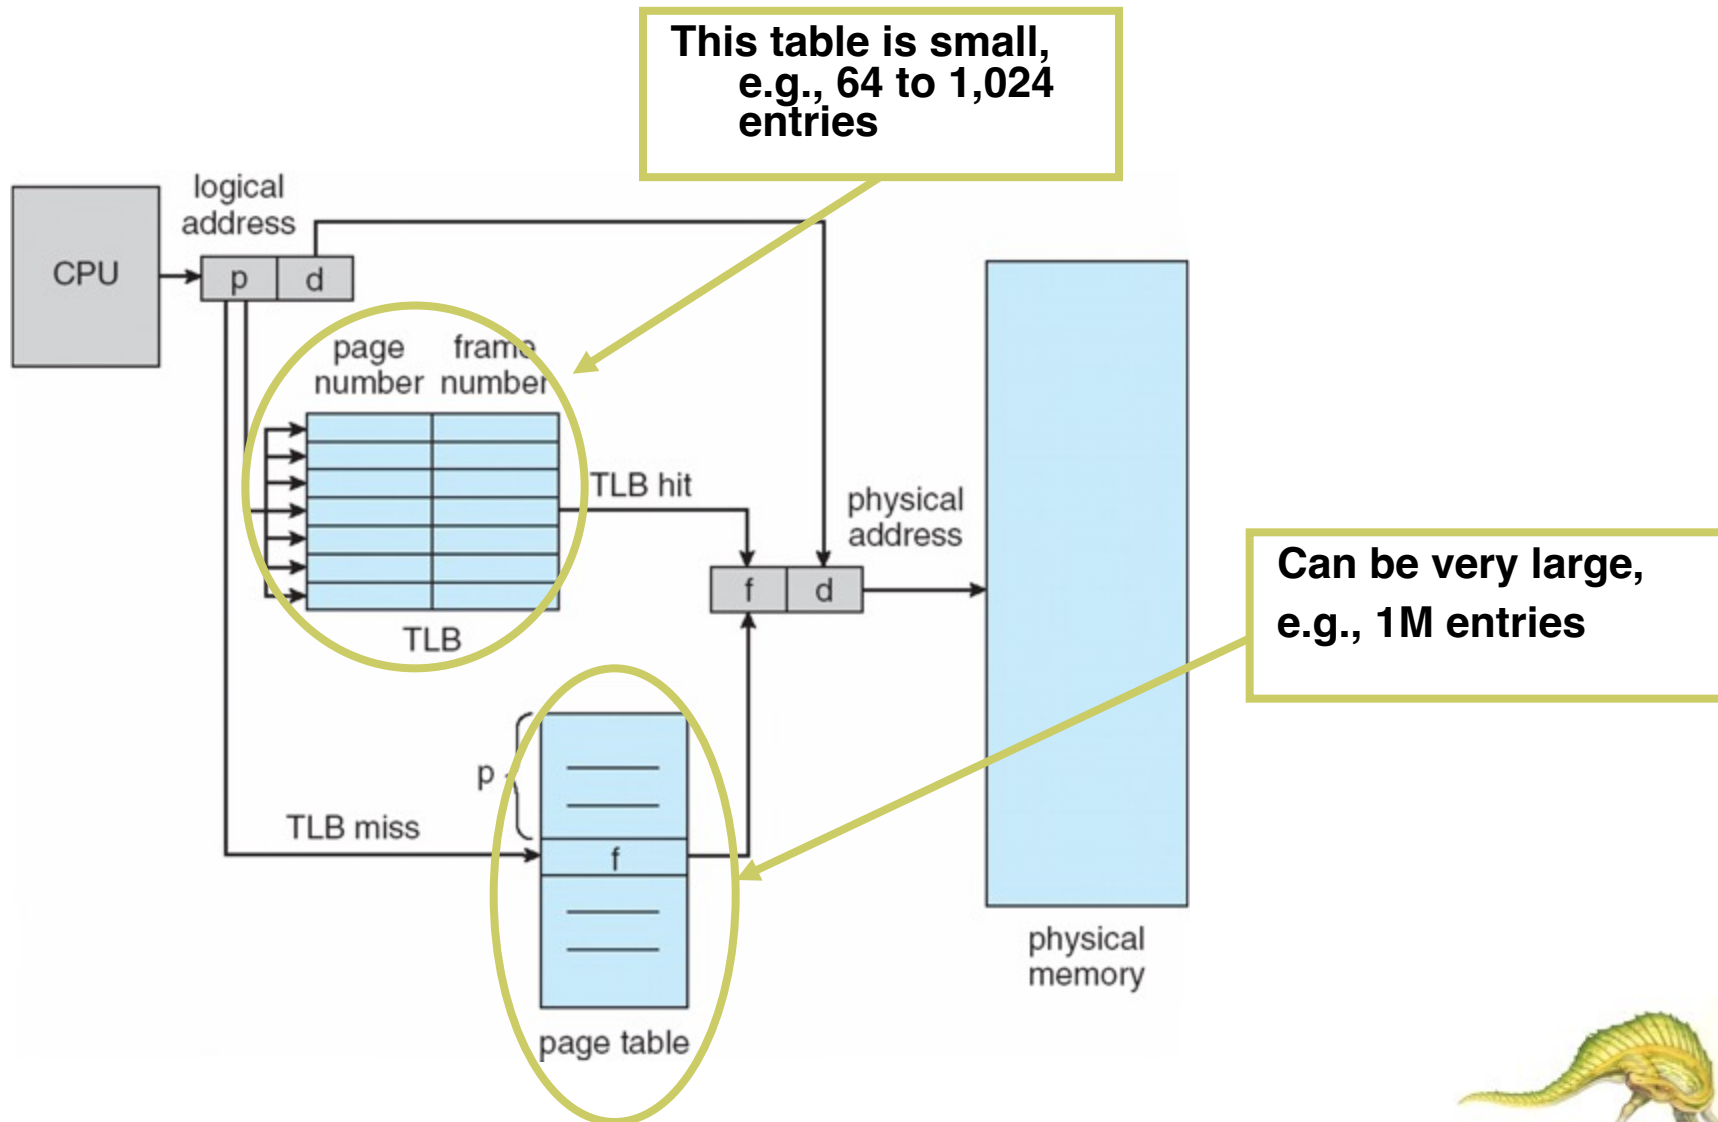 This table is small,
e.g., 64 to 1,024
entries
logical
address
CPU
p
d
page
number
frame
number
TLB hit
TLB
physical
address
f
d
Can be very large,
e.g., 1M entries
p
TLB miss
f
page table
physical
memory